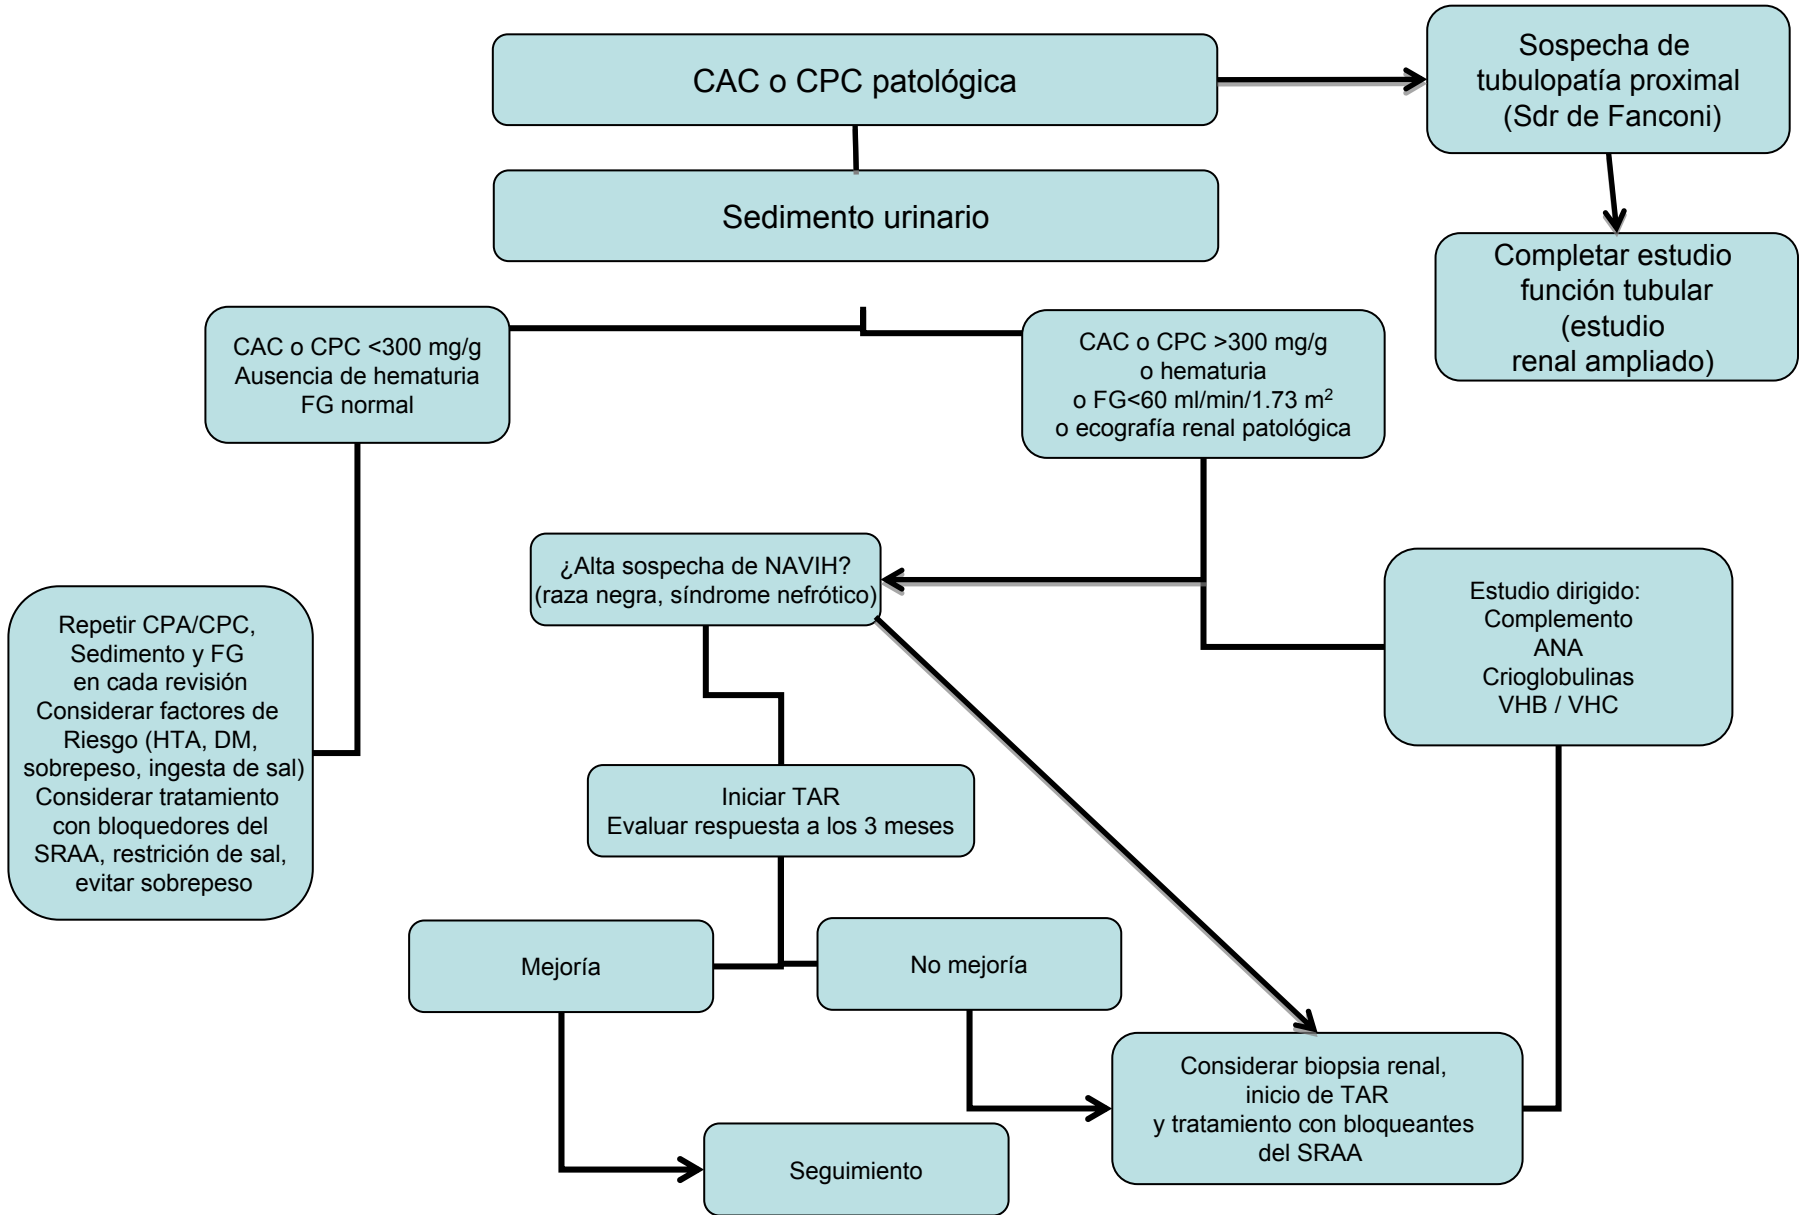 CAC o CPC patológica
Sospecha de
tubulopatía proximal
(Sdr de Fanconi)
Sedimento urinario
Completar estudio
función tubular
(estudio
renal ampliado)
CAC o CPC <300 mg/g
Ausencia de hematuria
FG normal
CAC o CPC >300 mg/g
o hematuria
o FG<60 ml/min/1.73 m²
o ecografía renal patológica
¿Alta sospecha de NAVIH?
(raza negra, síndrome nefrótico)
Estudio dirigido:
Complemento
ANA
Crioglobulinas
VHB / VHC
Repetir CPA/CPC,
Sedimento y FG
en cada revisión
Considerar factores de
Riesgo (HTA, DM,
sobrepeso, ingesta de sal)
Considerar tratamiento
con bloquedores del
SRAA, restrición de sal,
evitar sobrepeso
Iniciar TAR
Evaluar respuesta a los 3 meses
Mejoría
No mejoría
Considerar biopsia renal,
inicio de TAR
y tratamiento con bloqueantes
del SRAA
Seguimiento